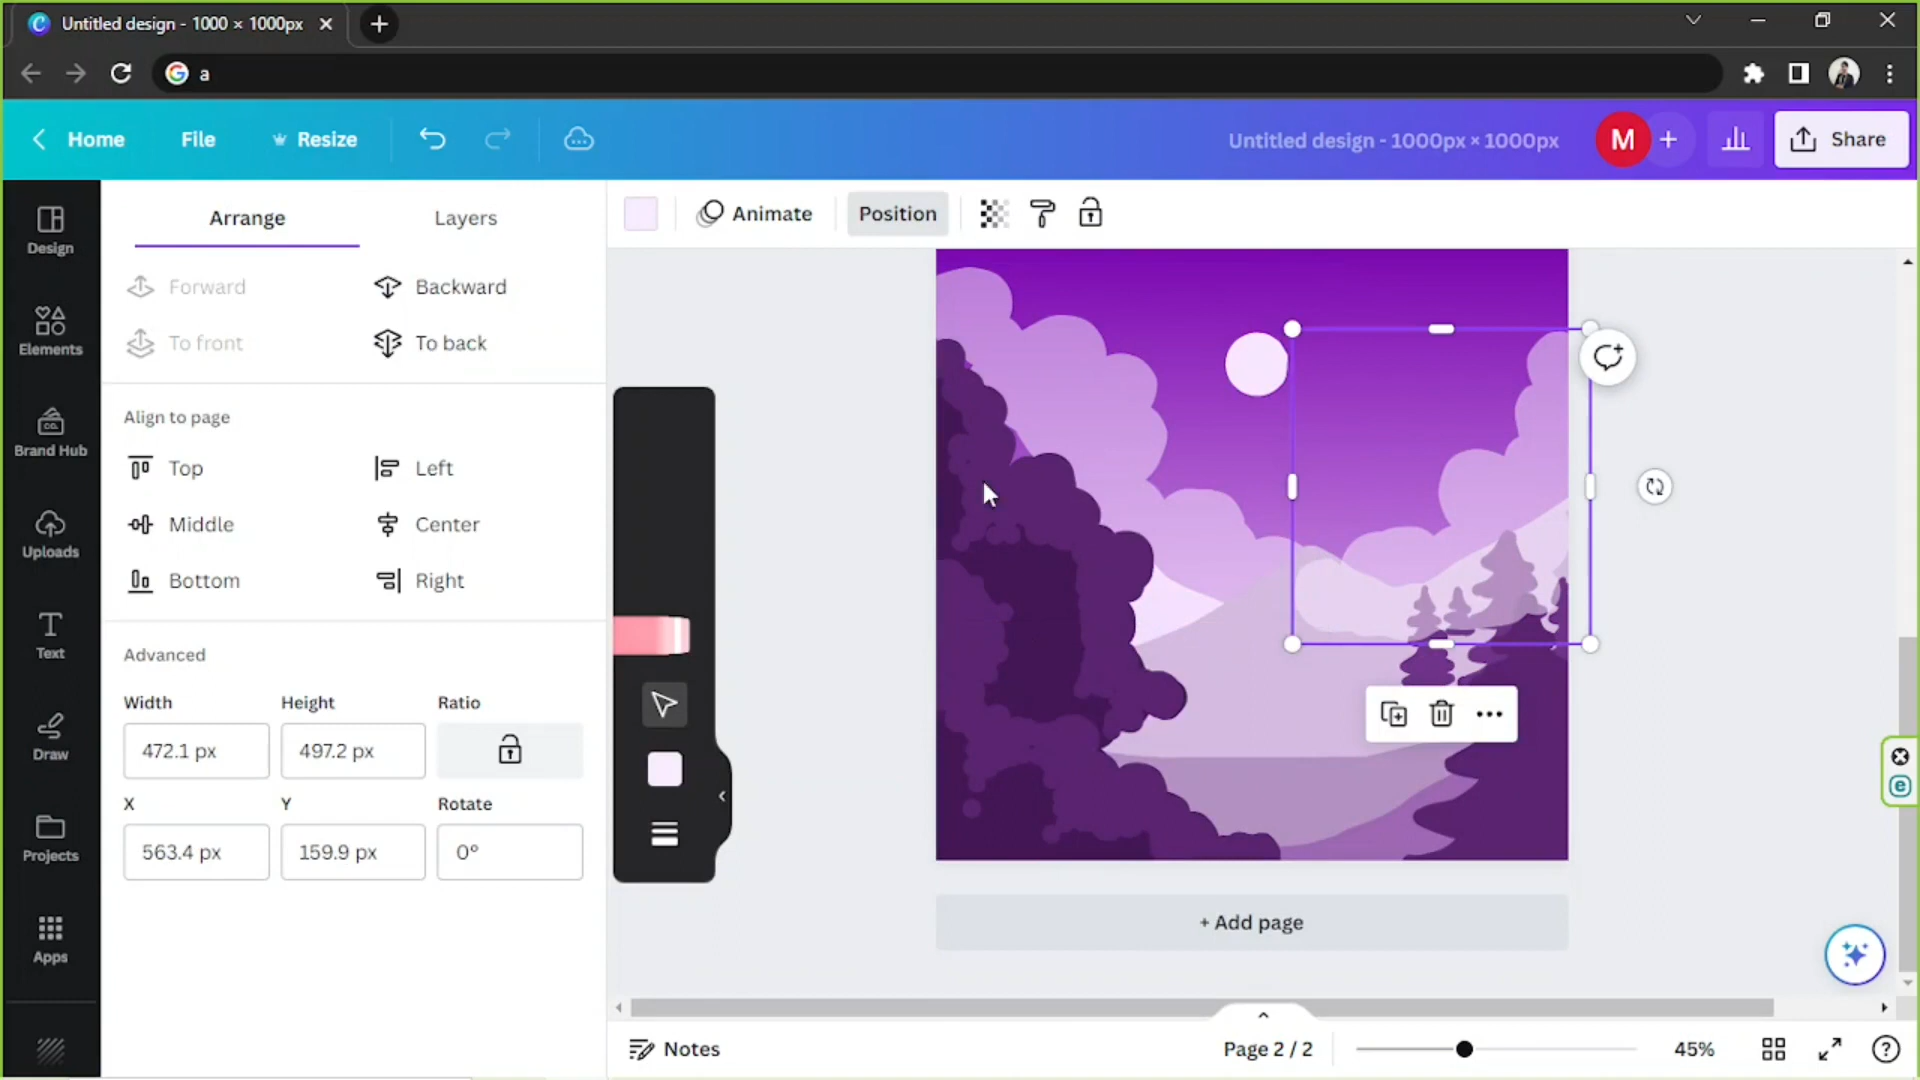 Untitled design - 1000 × 1000px
a
Home File Resize
Untitled design - 1000px × 1000px
M
Share
Design
Elements
Brand Hub
Uploads
Text
Draw
Projects
Apps
Arrange Layers
Forward Backward
To front To back
Align to page
Top Left
Middle Center
Bottom Right
Advanced
Width Height Ratio
472.1 px 497.2 px
X Y Rotate
563.4 px 159.9 px 0°
Animate Position
+ Add page
Notes
Page 2 / 2
45%